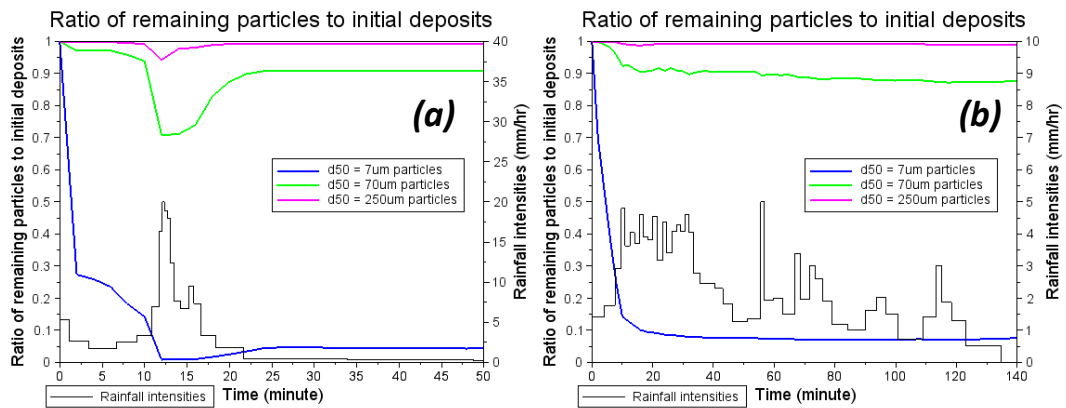 Ratio of remaining particles to initial deposits
Ratio of remaining particles to initial deposits
1
0.9
0.8
0.7
0.6
0.5
0.4
0.3
0.2
0.1
0
40
35
30
25
20
15
10
5
0
Rainfall intensities (mm/hr)
(a)
d50 = 7um particles
d50 = 70um particles
d50 = 250um particles
0 5 10 15 20 25 30 35 40 45 50
Rainfall intensities
Time (minute)
Ratio of remaining particles to initial deposits
Ratio of remaining particles to initial deposits
1
0.9
0.8
0.7
0.6
0.5
0.4
0.3
0.2
0.1
0
10
9
8
7
6
5
4
3
2
1
0
Rainfall intensities (mm/hr)
(b)
d50 = 7um particles
d50 = 70um particles
d50 = 250um particles
0 20 40 60 80 100 120 140
Rainfall intensities
Time (minute)